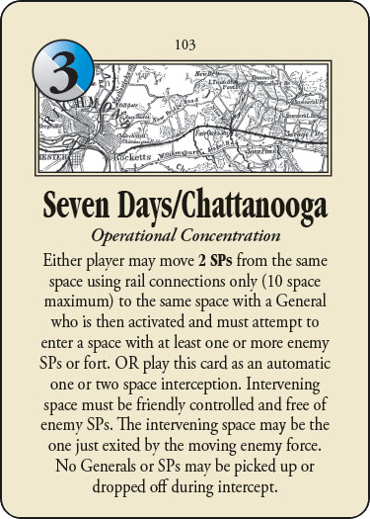 103
3
RICHMOND
Rocketts
Fair Oaks Sta.
Savage's Sta.
Seven Days/Chattanooga
Operational Concentration
Either player may move 2 SPs from the same
space using rail connections only (10 space
maximum) to the same space with a General
who is then activated and must attempt to
enter a space with at least one or more enemy
SPs or fort. OR play this card as an automatic
one or two space interception. Intervening
space must be friendly controlled and free of
enemy SPs. The intervening space may be the
one just exited by the moving enemy force.
No Generals or SPs may be picked up or
dropped off during intercept.